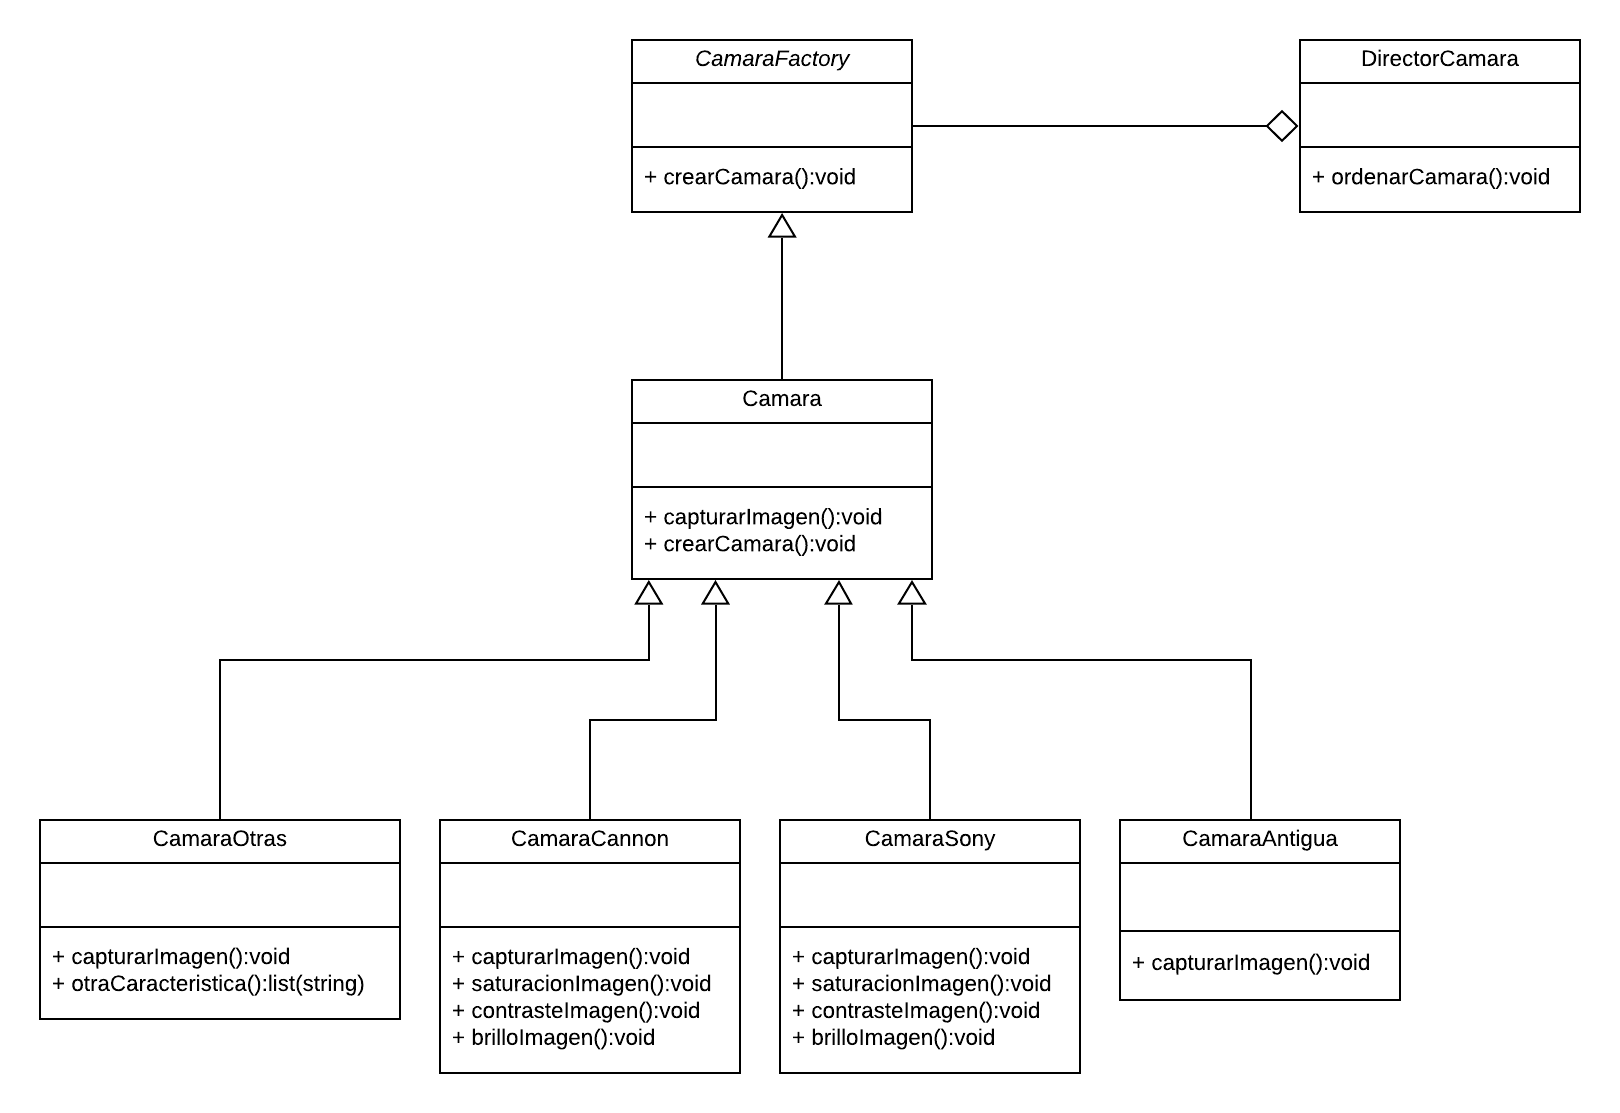 CamaraFactory
+ crearCamara():void
DirectorCamara
+ ordenarCamara():void
Camara
+ capturarImagen():void
+ crearCamara():void
CamaraOtras
+ capturarImagen():void
+ otraCaracteristica():list(string)
CamaraCannon
+ capturarImagen():void
+ saturacionImagen():void
+ contrasteImagen():void
+ brilloImagen():void
CamaraSony
+ capturarImagen():void
+ saturacionImagen():void
+ contrasteImagen():void
+ brilloImagen():void
CamaraAntigua
+ capturarImagen():void